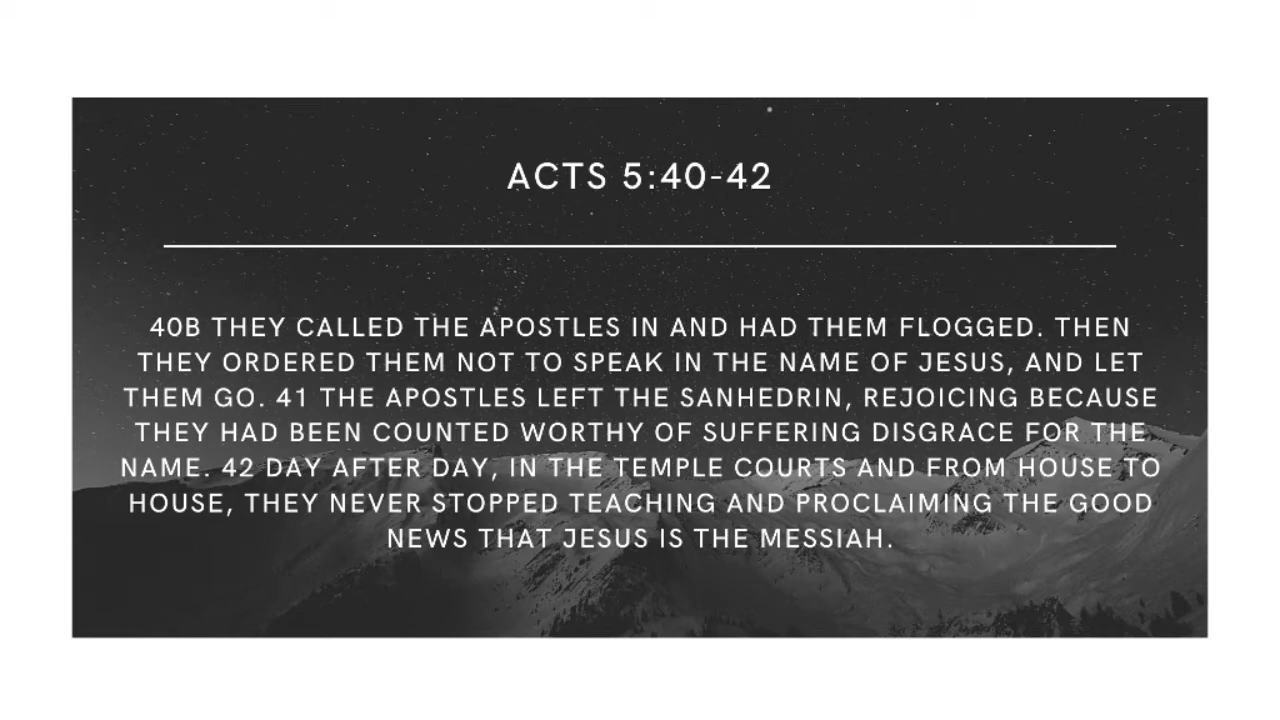 ACTS 5:40-42
40B THEY CALLED THE APOSTLES IN AND HAD THEM FLOGGED. THEN
THEY ORDERED THEM NOT TO SPEAK IN THE NAME OF JESUS, AND LET
THEM GO. 41 THE APOSTLES LEFT THE SANHEDRIN, REJOICING BECAUSE
THEY HAD BEEN COUNTED WORTHY OF SUFFERING DISGRACE FOR THE
NAME. 42 DAY AFTER DAY, IN THE TEMPLE COURTS AND FROM HOUSE TO
HOUSE, THEY NEVER STOPPED TEACHING AND PROCLAIMING THE GOOD
NEWS THAT JESUS IS THE MESSIAH.